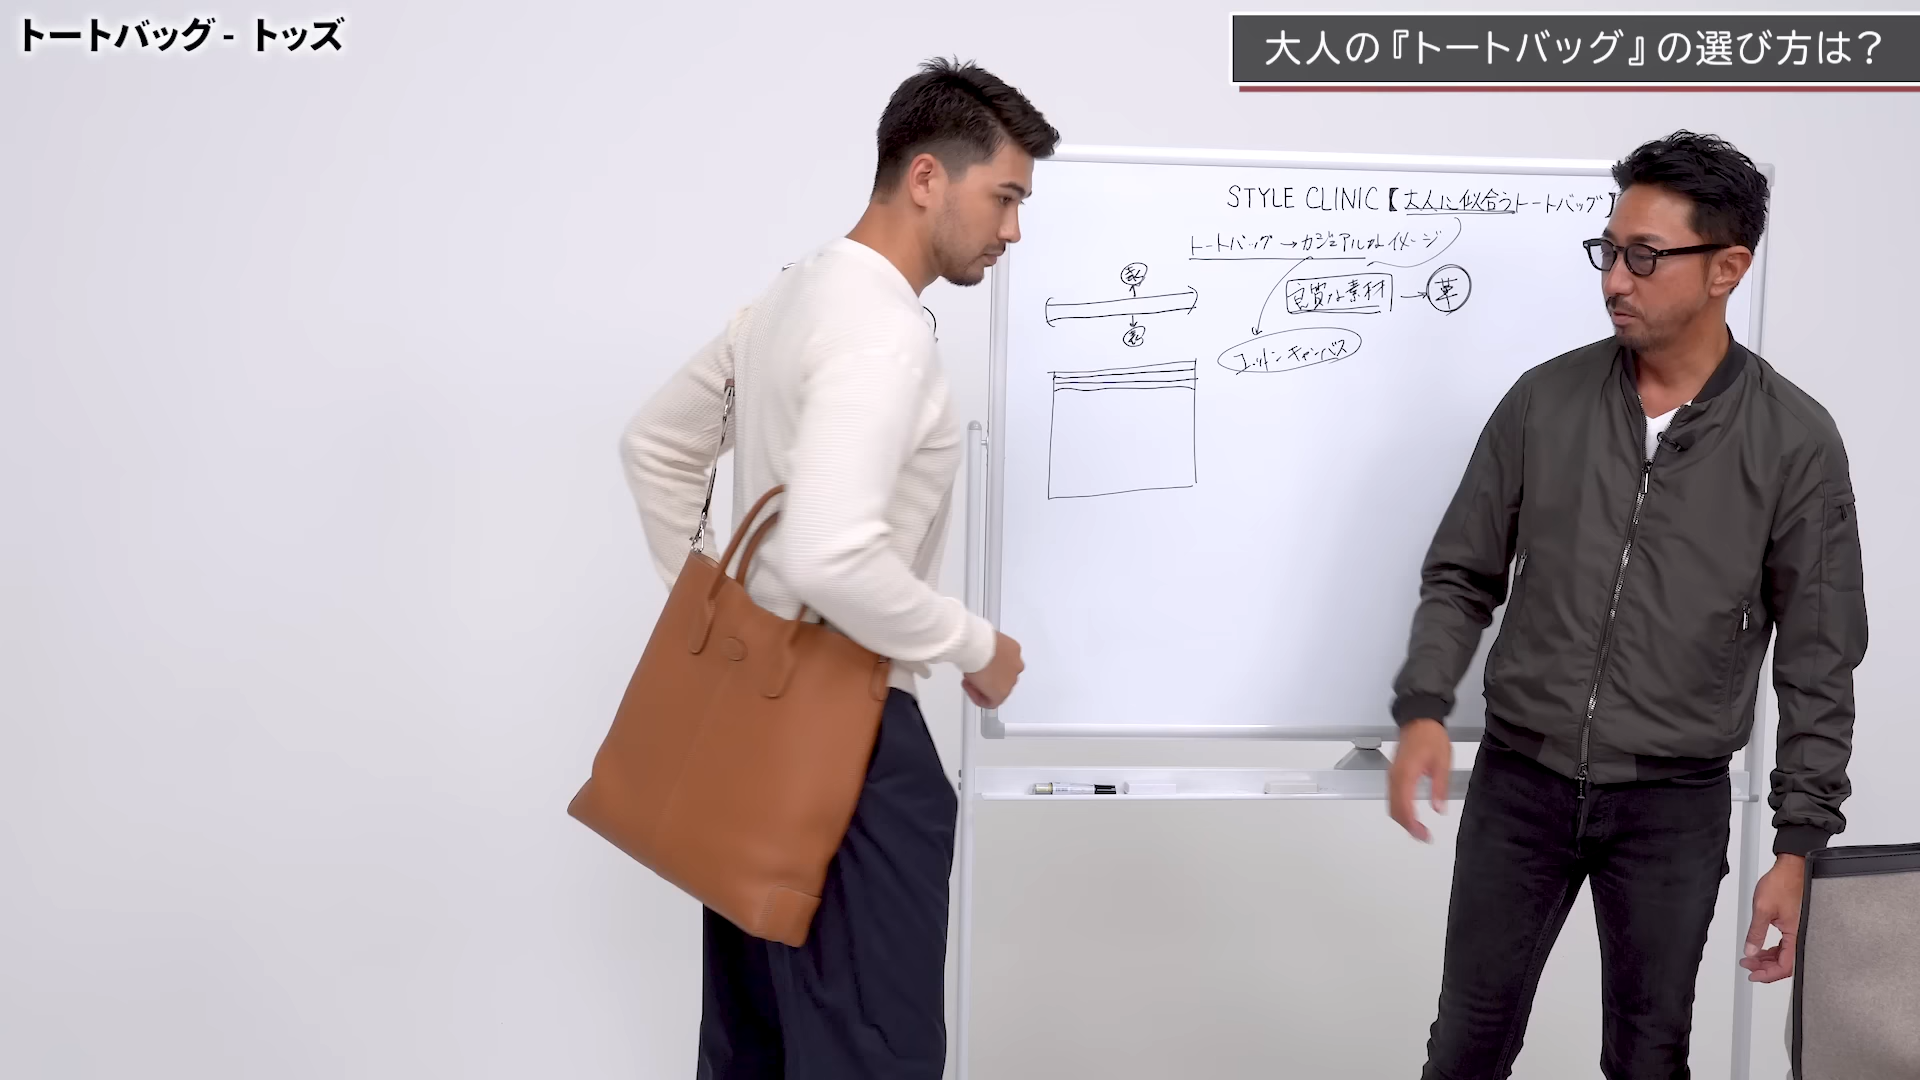 トートバッグ - トッズ
大人の『トートバッグ』の選び方は？
STYLE CLINIC【大人に似合うトートバッグ】
トートバッグ→カジュアルなイメージ
良質な素材→革
コットンキャンバス